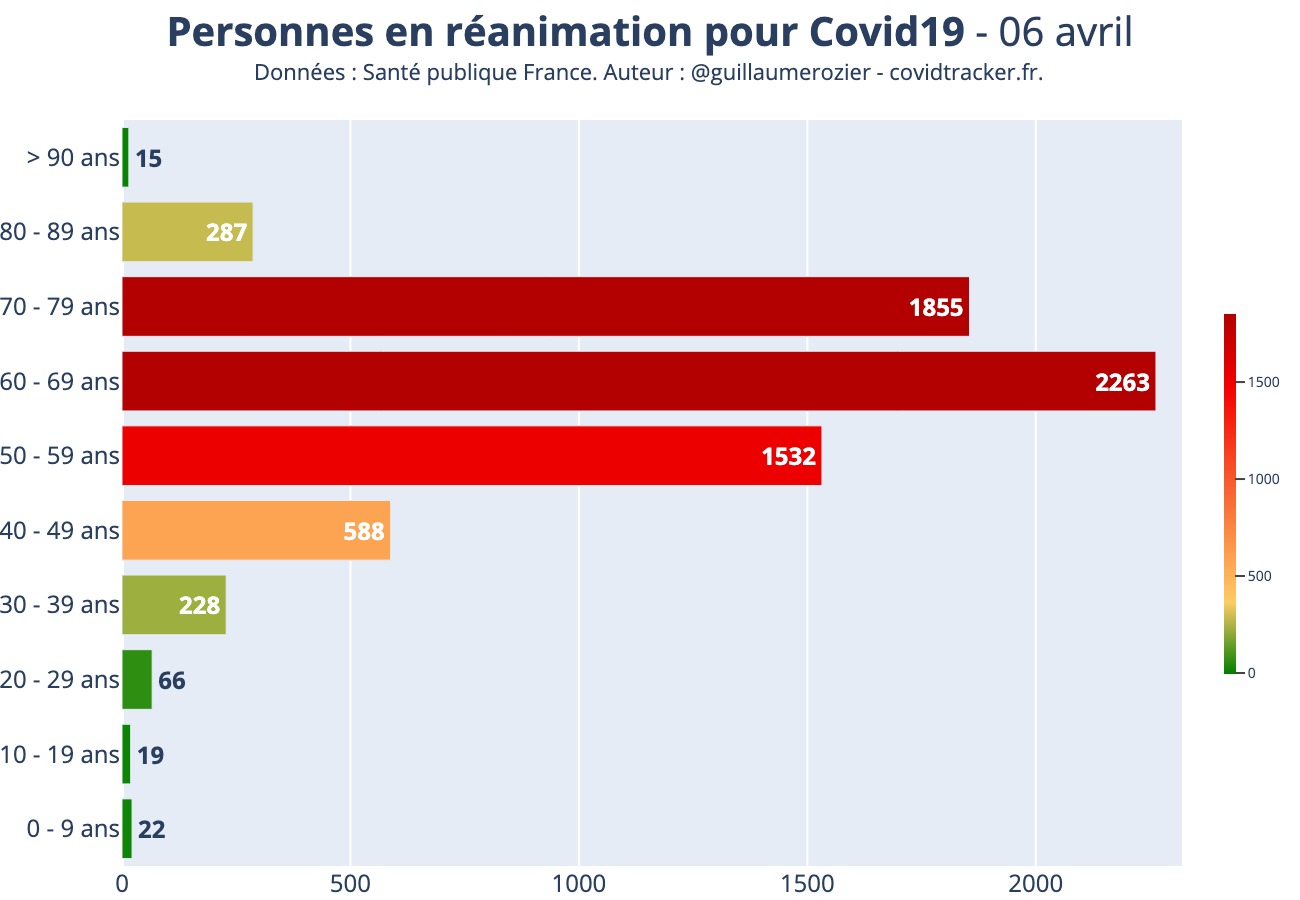 Personnes en réanimation pour Covid19 - 06 avril
Données : Santé publique France. Auteur : @guillaumerozier - covidtracker.fr.
> 90 ans 15
80 - 89 ans 287
70 - 79 ans 1855
60 - 69 ans 2263
50 - 59 ans 1532
40 - 49 ans 588
30 - 39 ans 228
20 - 29 ans 66
10 - 19 ans 19
0 - 9 ans 22
0 500 1000 1500 2000
1500
1000
500
0